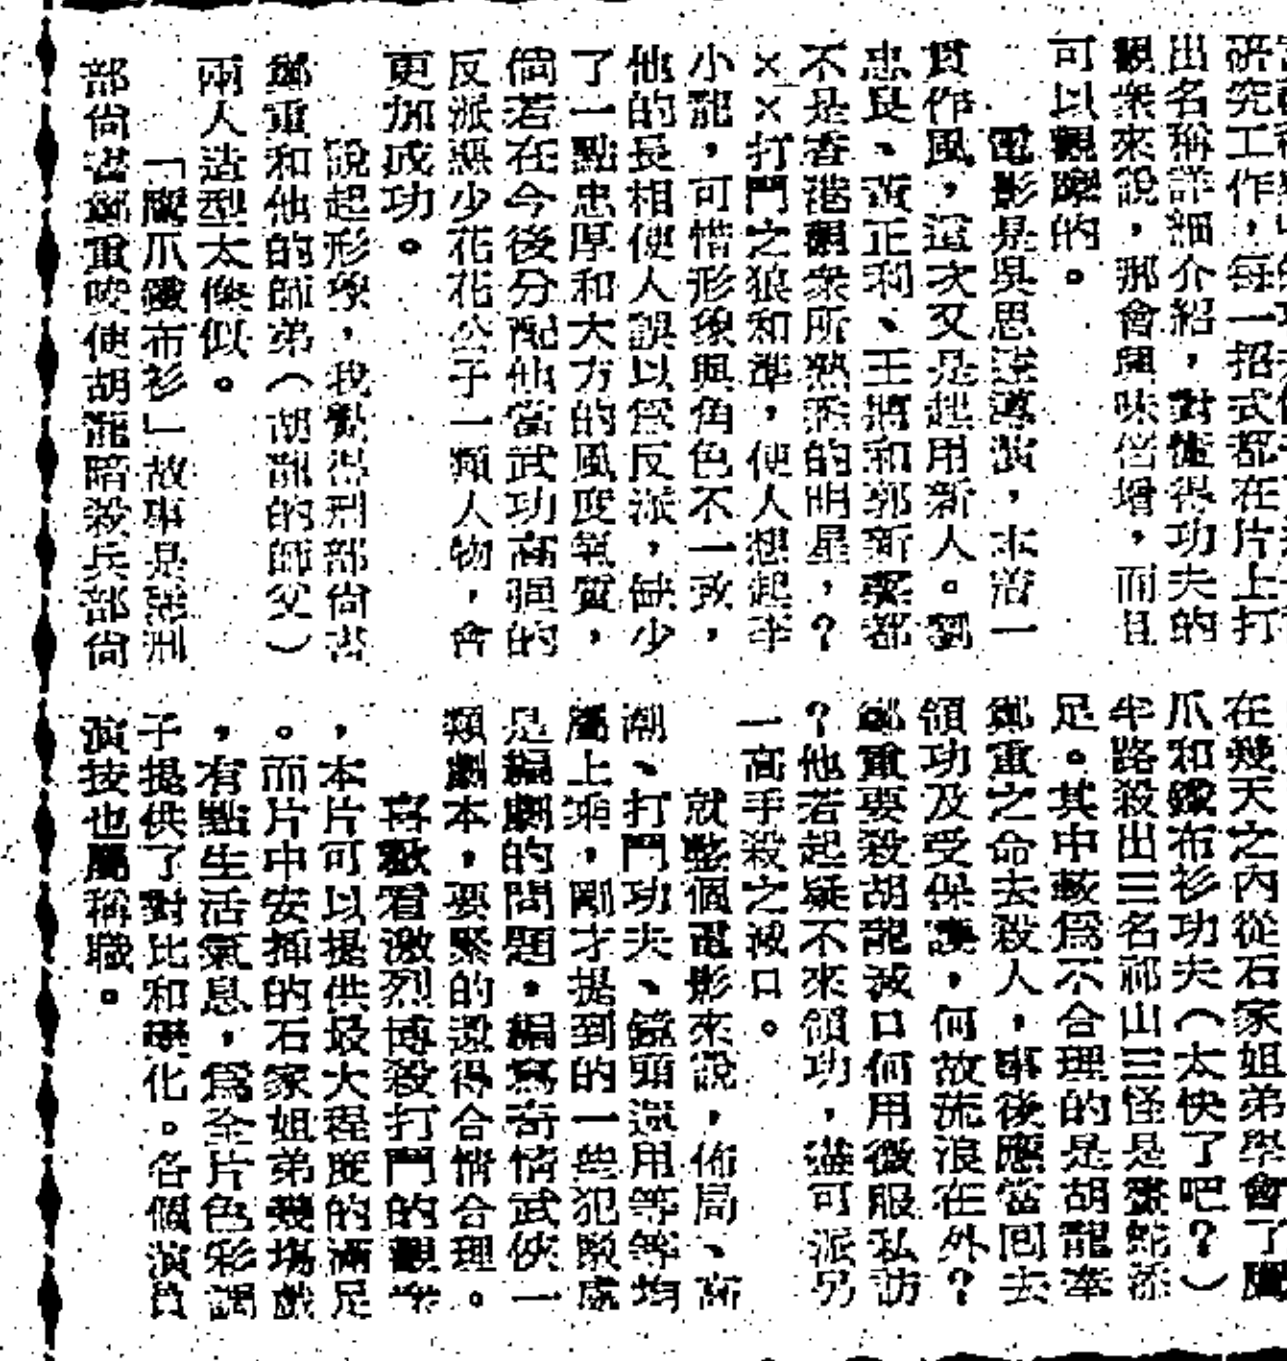 研究工作,每一招式都在片上打
出名稱詳細介紹,對懂得功夫的
觀衆來說,那會興味倍增,而且
可以觀摩的。
電影是吳思遠導演,本着一
貫作風,這次又是起用新人。劉
忠良、黃正利、王將和郭新 都
不是香港觀衆所熟悉的明星,?
××打鬥之狼和準,使人想起李
小龍,可惜形象與角色不一致,
他的長相使人誤以爲反派,缺少
了一點忠厚和大方的風度氣質,
倘若在今後分配他當武功高强的
反派惡少花花公子一類人物,會
更加成功。
說起形象,我覺得刑部尚書
鄭重和他的師弟(胡龍的師父)
兩人造型太像似。
「鷹爪鐵布衫」故事是惡刑
部尚書鄭重唆使胡龍暗殺兵部尚
在幾天之內從石家姐弟學會了鷹
爪和鐵布衫功夫(太快了吧?)
半路殺出三名祁山三怪是畫蛇添
足。其中較爲不合理的是胡龍奉
鄭重之命去殺人,事後應當回去
領功及受保護,何故流浪在外?
鄭重要殺胡龍滅口何用微服私訪
?他若起疑不來領功,儘可派另
一高手殺之滅口。
就整個電影來說,佈局、高
潮、打鬥功夫、鏡頭運用等等均
屬上乘,剛才提到的一些犯駁處
是編劇的問題,編寫奇情武俠一
類劇本,要緊的還得合情合理。
喜歡看激烈博殺打鬥的觀衆
,本片可以提供最大程度的滿足
。而片中安插的石家姐弟幾場戲
,有點生活氣息,爲全片色彩調
子提供了對比和變化。各個演員
演技也屬稱職。